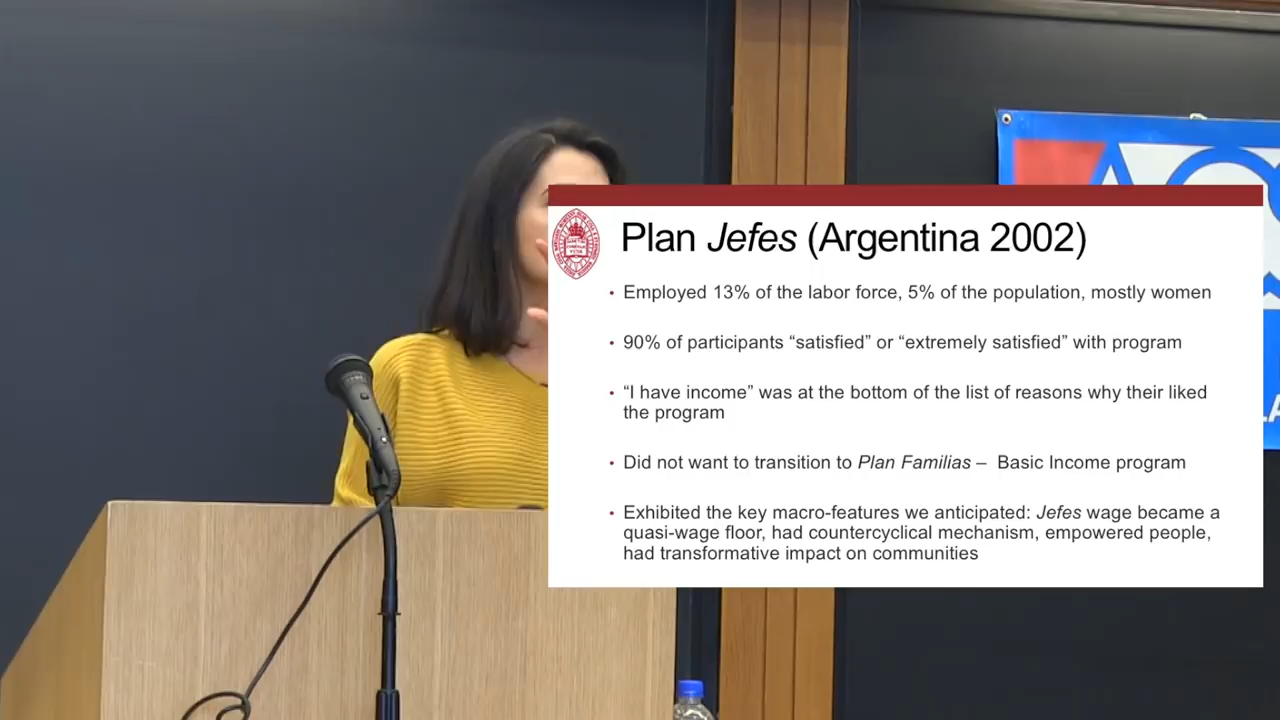 Plan Jefes (Argentina 2002)
• Employed 13% of the labor force, 5% of the population, mostly women
• 90% of participants “satisfied” or “extremely satisfied” with program
• “I have income” was at the bottom of the list of reasons why their liked
the program
• Did not want to transition to Plan Familias – Basic Income program
• Exhibited the key macro-features we anticipated: Jefes wage became a
quasi-wage floor, had countercyclical mechanism, empowered people,
had transformative impact on communities